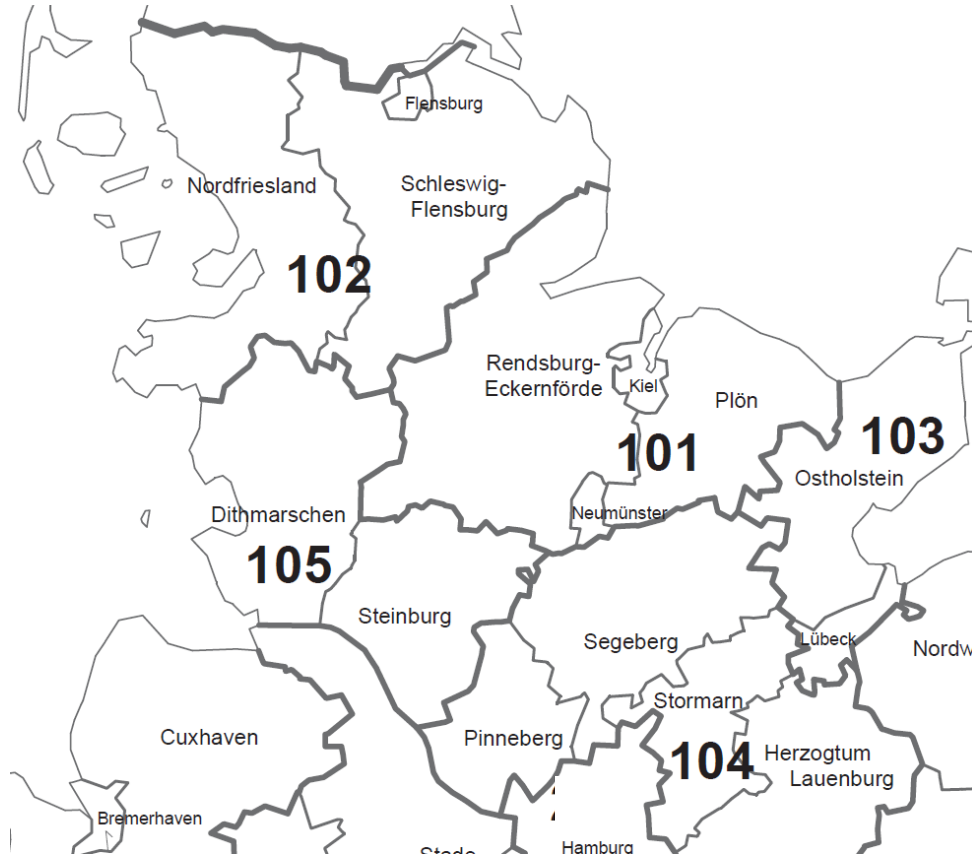 Flensburg
Nordfriesland
Schleswig-
Flensburg
102
Rendsburg-
Eckernförde
Kiel
Plön
101
103
Ostholstein
Dithmarschen
Neumünster
105
Steinburg
Segeberg
Lübeck
Nordw
Stormarn
Cuxhaven
Pinneberg
104
Herzogtum
Lauenburg
Bremerhaven
Hamburg
Stade